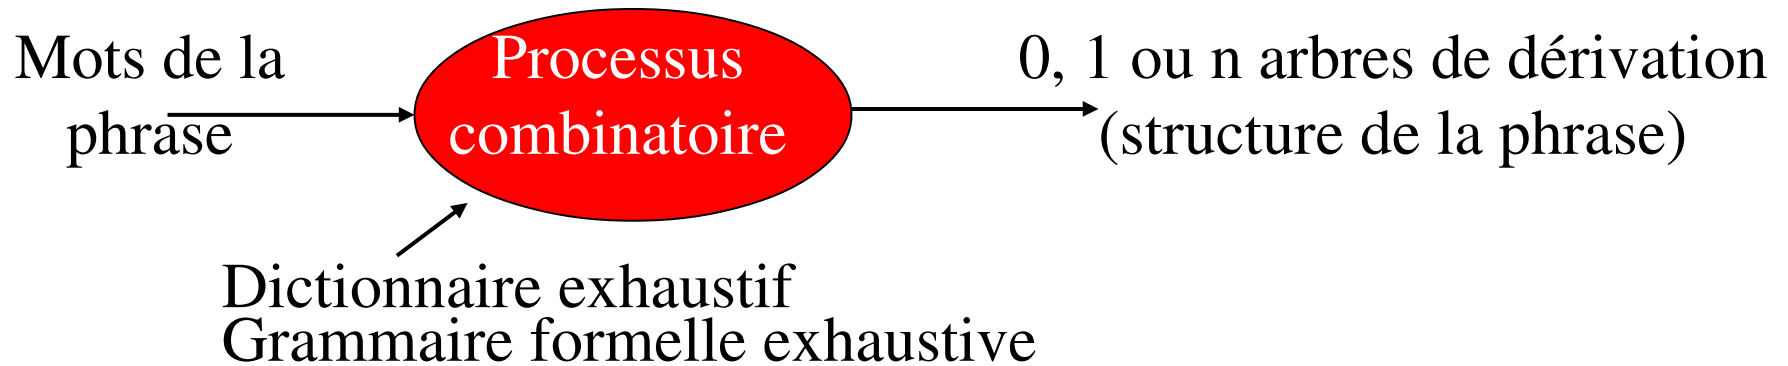 Mots de la
phrase
Processus
combinatoire
0, 1 ou n arbres de dérivation
(structure de la phrase)
Dictionnaire exhaustif
Grammaire formelle exhaustive